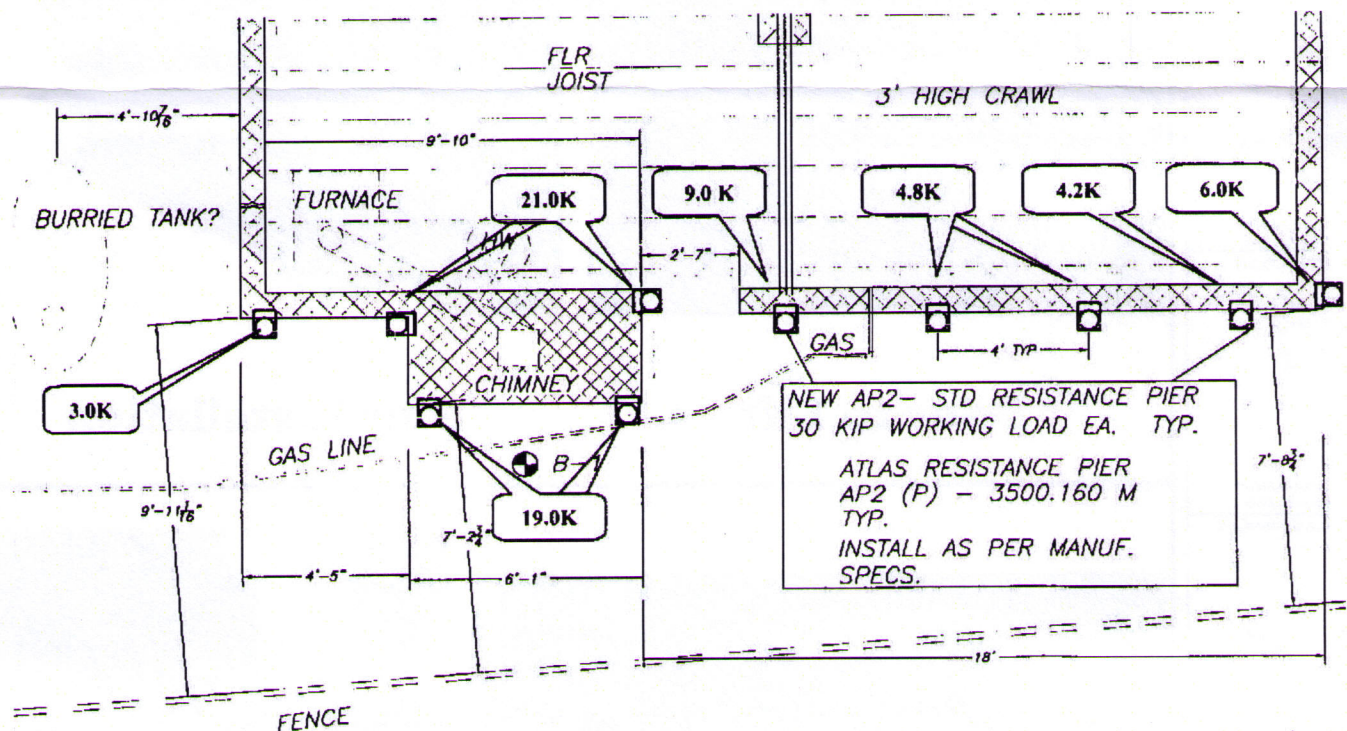 FLR
JOIST
3' HIGH CRAWL
4'-10 7/16"
9'-10"
BURRIED TANK?
FURNACE
HW
21.0K
9.0 K
4.8K
4.2K
6.0K
2'-7"
GAS
4' TYP
CHIMNEY
3.0K
GAS LINE
B-1
19.0K
NEW AP2- STD RESISTANCE PIER
30 KIP WORKING LOAD EA. TYP.
ATLAS RESISTANCE PIER
AP2 (P) - 3500.160 M
TYP.
INSTALL AS PER MANUF.
SPECS.
9'-11 1/16"
7'-2 3/4"
7'-8 3/4"
4'-5"
6'-1"
18'
FENCE